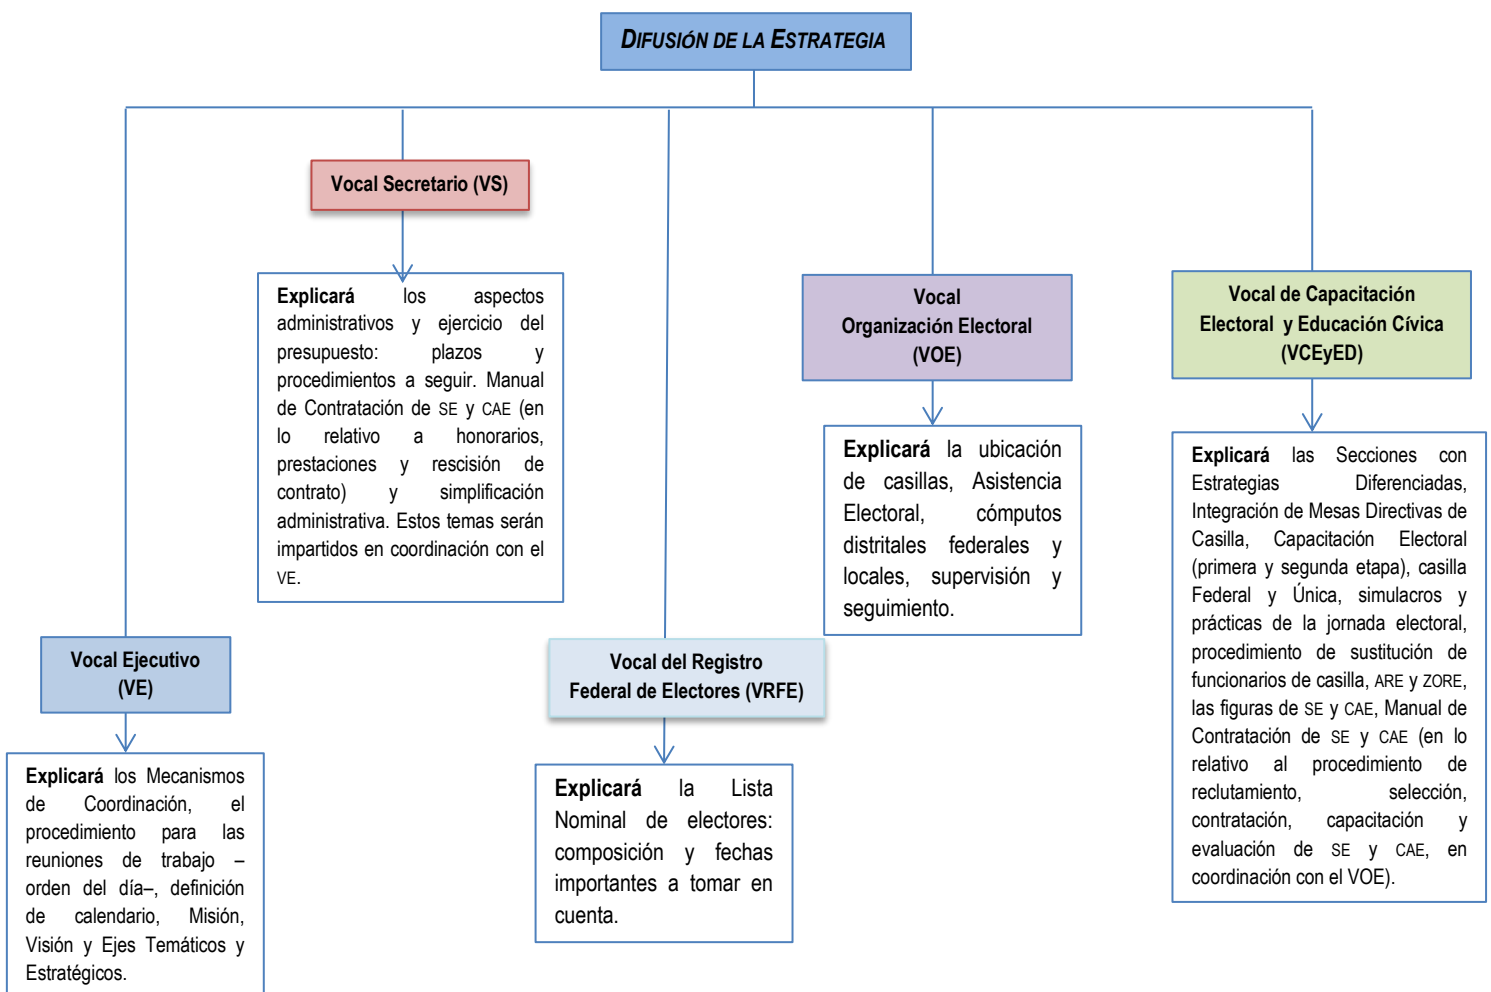 DIFUSIÓN DE LA ESTRATEGIA
Vocal Secretario (VS)
Explicará los aspectos
administrativos y ejercicio del
presupuesto: plazos y
procedimientos a seguir. Manual
de Contratación de SE y CAE (en
lo relativo a honorarios,
prestaciones y rescisión de
contrato) y simplificación
administrativa. Estos temas serán
impartidos en coordinación con el
VE.
Vocal
Organización Electoral
(VOE)
Explicará la ubicación
de casillas, Asistencia
Electoral, cómputos
distritales federales y
locales, supervisión y
seguimiento.
Vocal de Capacitación
Electoral y Educación Cívica
(VCEyED)
Explicará las Secciones con
Estrategias Diferenciadas,
Integración de Mesas Directivas de
Casilla, Capacitación Electoral
(primera y segunda etapa), casilla
Federal y Única, simulacros y
prácticas de la jornada electoral,
procedimiento de sustitución de
funcionarios de casilla, ARE y ZORE,
las figuras de SE y CAE, Manual de
Contratación de SE y CAE (en lo
relativo al procedimiento de
reclutamiento, selección,
contratación, capacitación y
evaluación de SE y CAE, en
coordinación con el VOE).
Vocal Ejecutivo
(VE)
Explicará los Mecanismos
de Coordinación, el
procedimiento para las
reuniones de trabajo –
orden del día–, definición
de calendario, Misión,
Visión y Ejes Temáticos y
Estratégicos.
Vocal del Registro
Federal de Electores (VRFE)
Explicará la Lista
Nominal de electores:
composición y fechas
importantes a tomar en
cuenta.